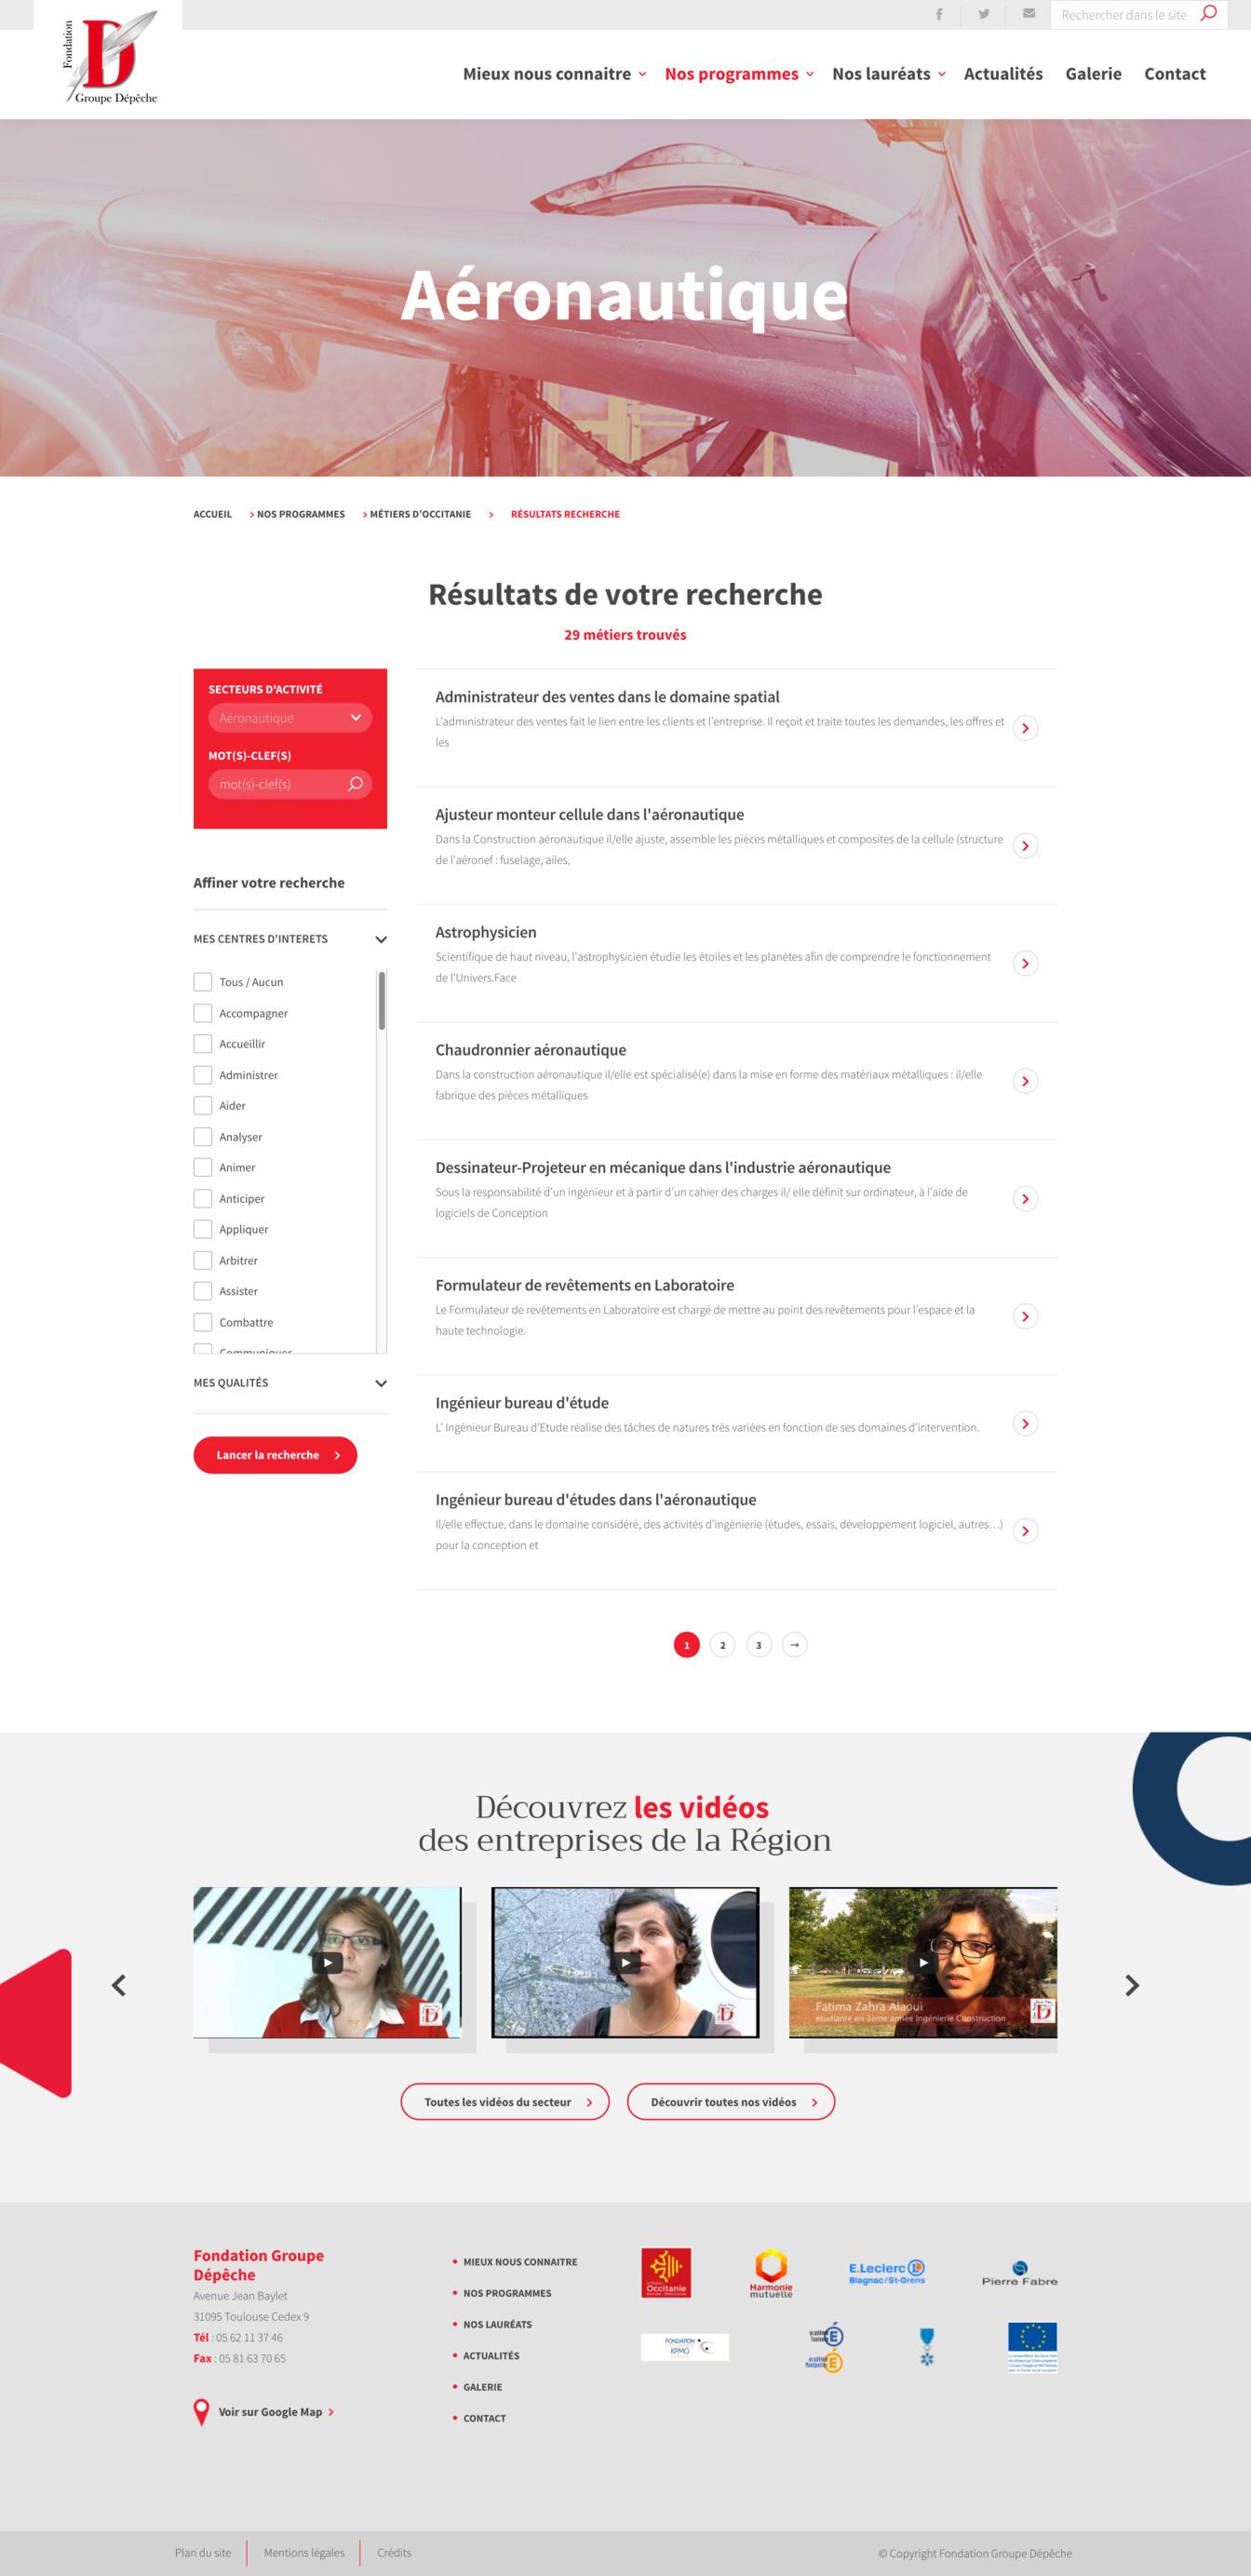 Fondation
D
Groupe Dépêche
Rechercher dans le site
Mieux nous connaitre
Nos programmes
Nos lauréats
Actualités
Galerie
Contact
Aéronautique
ACCUEIL > NOS PROGRAMMES > MÉTIERS D'OCCITANIE > RÉSULTATS RECHERCHE
Résultats de votre recherche
29 métiers trouvés
SECTEURS D'ACTIVITÉ
Aéronautique
MOT(S)-CLEF(S)
mot(s)-clef(s)
Affiner votre recherche
MES CENTRES D'INTERETS
Tous / Aucun
Accompagner
Accueillir
Administrer
Aider
Analyser
Animer
Anticiper
Appliquer
Arbitrer
Assister
Combattre
Communiquer
MES QUALITÉS
Lancer la recherche
Administrateur des ventes dans le domaine spatial
L'administrateur des ventes fait le lien entre les clients et l'entreprise. Il reçoit et traite toutes les demandes, les offres et
les
Ajusteur monteur cellule dans l'aéronautique
Dans la Construction aéronautique il/elle ajuste, assemble les pièces métalliques et composites de la cellule (structure
de l'aéronef : fuselage, ailes,
Astrophysicien
Scientifique de haut niveau, l'astrophysicien étudie les étoiles et les planètes afin de comprendre le fonctionnement
de l'Univers.Face
Chaudronnier aéronautique
Dans la construction aéronautique il/elle est spécialisé(e) dans la mise en forme des matériaux métalliques : il/elle
fabrique des pièces métalliques
Dessinateur-Projeteur en mécanique dans l'industrie aéronautique
Sous la responsabilité d'un ingénieur et à partir d'un cahier des charges il/ elle définit sur ordinateur, à l'aide de
logiciels de Conception
Formulateur de revêtements en Laboratoire
Le Formulateur de revêtements en Laboratoire est chargé de mettre au point des revêtements pour l'espace et la
haute technologie.
Ingénieur bureau d'étude
L' Ingénieur Bureau d'Etude réalise des tâches de natures très variées en fonction de ses domaines d'intervention.
Ingénieur bureau d'études dans l'aéronautique
Il/elle effectue, dans le domaine considéré, des activités d'ingénierie (études, essais, développement logiciel, autres…)
pour la conception et
1 2 3 →
Découvrez les vidéos
des entreprises de la Région
Fatima Zahra Alaoui
étudiante en 3ème année Ingénierie Construction
Toutes les vidéos du secteur
Découvrir toutes nos vidéos
Fondation Groupe
Dépêche
Avenue Jean Baylet
31095 Toulouse Cedex 9
Tél : 05 62 11 37 46
Fax : 05 81 63 70 65
Voir sur Google Map
MIEUX NOUS CONNAITRE
NOS PROGRAMMES
NOS LAURÉATS
ACTUALITÉS
GALERIE
CONTACT
Occitanie
Harmonie
mutuelle
E.Leclerc
Blagnac/St-Orens
Pierre Fabre
FONDATION
KPMG
académie
Toulouse
académie
Montpellier
Plan du site
Mentions légales
Crédits
© Copyright Fondation Groupe Dépêche